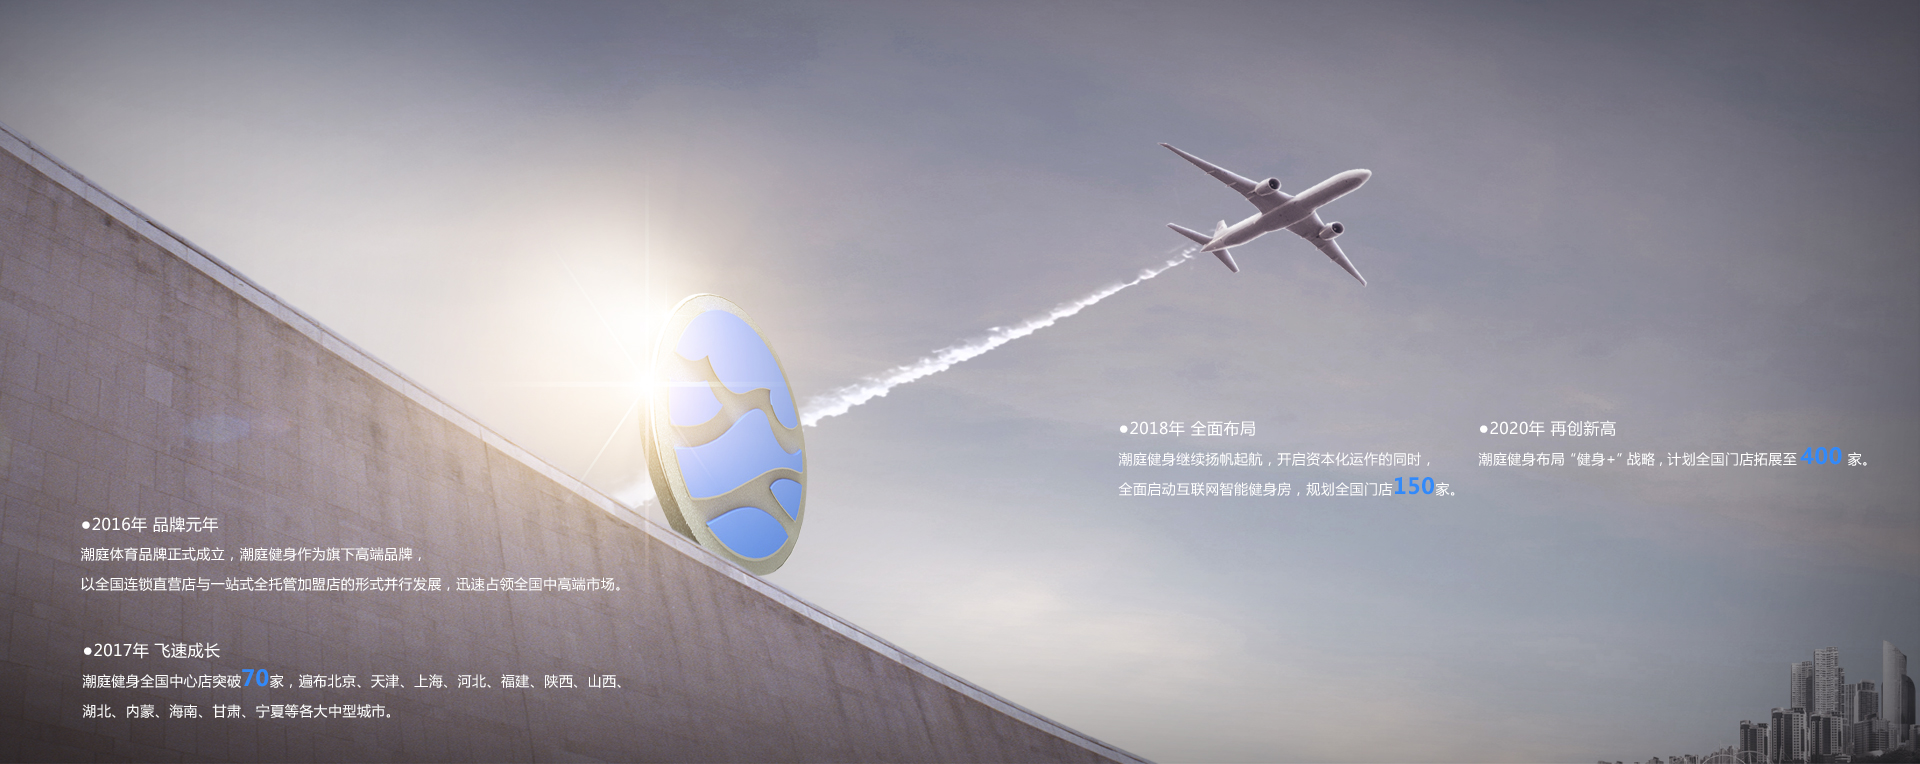 ●2016年 品牌元年
潮庭体育品牌正式成立，潮庭健身作为旗下高端品牌，
以全国连锁直营店与一站式全托管加盟店的形式并行发展，迅速占领全国中高端市场。
●2017年 飞速成长
潮庭健身全国中心店突破70家，遍布北京、天津、上海、河北、福建、陕西、山西、
湖北、内蒙、海南、甘肃、宁夏等各大中型城市。
●2018年 全面布局
潮庭健身继续扬帆起航，开启资本化运作的同时，
全面启动互联网智能健身房，规划全国门店150家。
●2020年 再创新高
潮庭健身布局“健身+”战略，计划全国门店拓展至400 家。